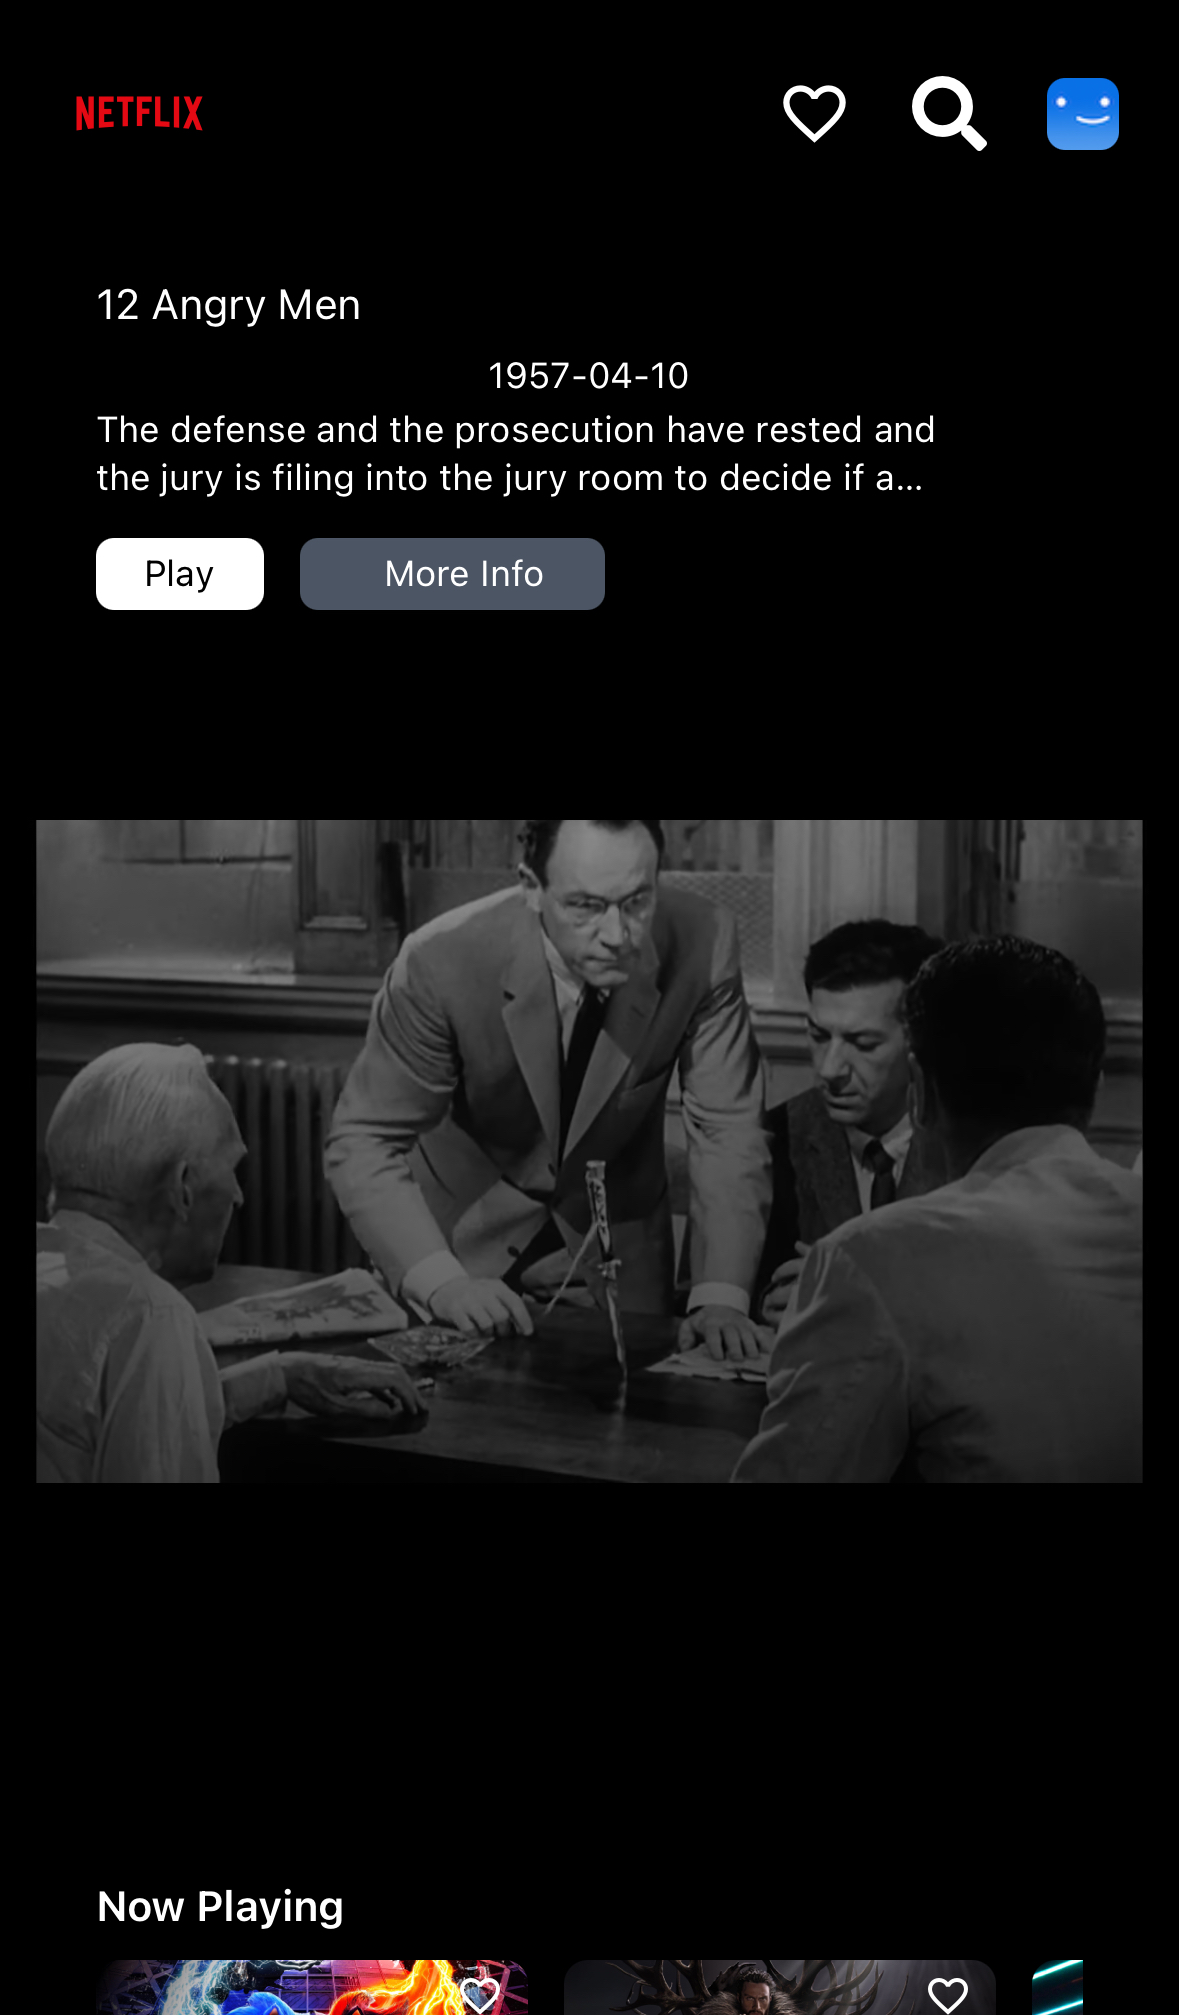 NETFLIX
12 Angry Men
1957-04-10
The defense and the prosecution have rested and
the jury is filing into the jury room to decide if a...
Play
More Info
Now Playing